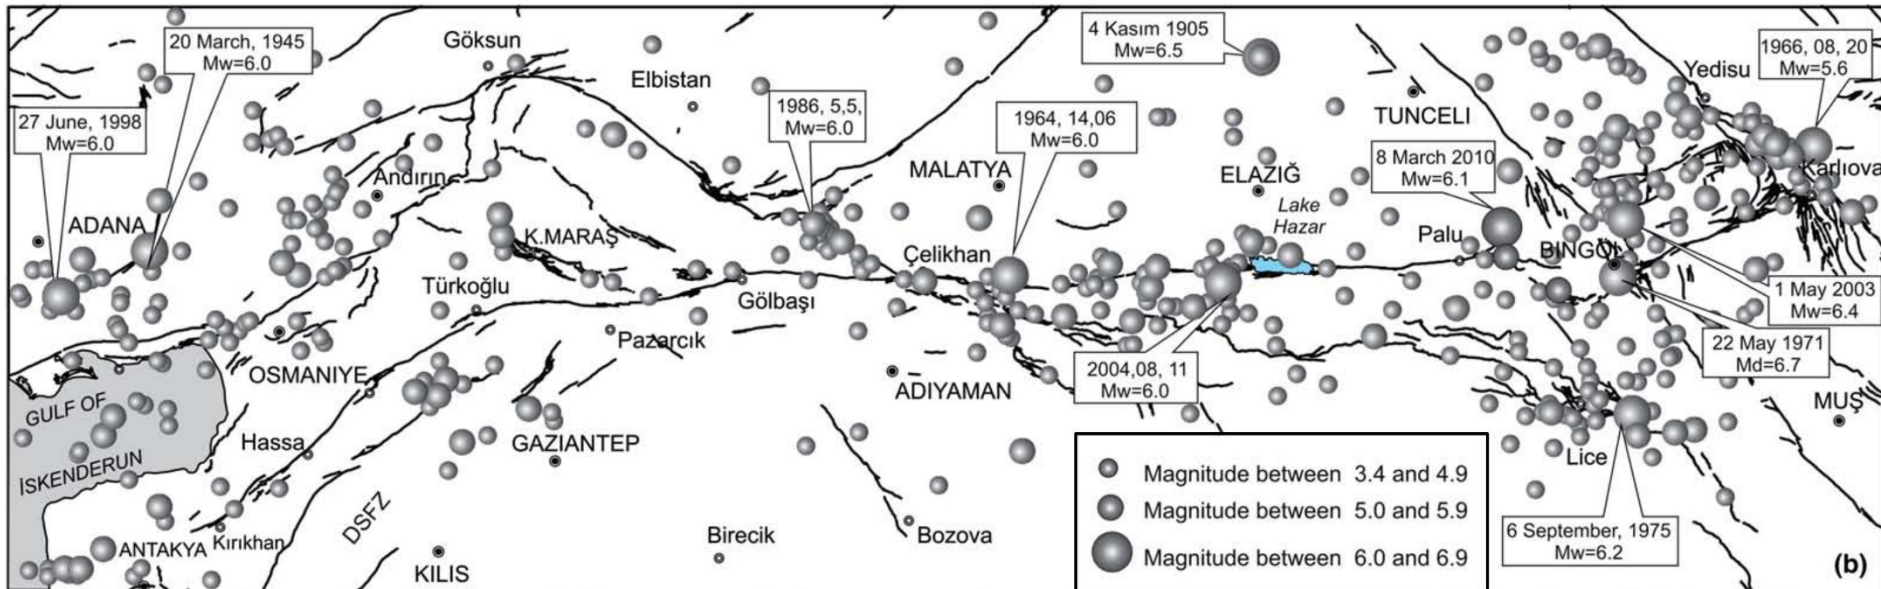 20 March, 1945
Mw=6.0
27 June, 1998
Mw=6.0
ADANA
Göksun
Elbistan
Andırın
K.MARAŞ
Türkoğlu
OSMANIYE
GULF OF
İSKENDERUN
Hassa
ANTAKYA
Kırıkhan
DSFZ
KILIS
GAZIANTEP
Pazarcık
Gölbaşı
1986, 5,5,
Mw=6.0
MALATYA
1964, 14,06
Mw=6.0
Çelikhan
ADIYAMAN
Birecik
Bozova
4 Kasım 1905
Mw=6.5
ELAZIĞ
Lake
Hazar
2004,08, 11
Mw=6.0
TUNCELI
8 March 2010
Mw=6.1
Palu
BINGÖL
Yedisu
1966, 08, 20
Mw=5.6
Karlıova
1 May 2003
Mw=6.4
22 May 1971
Md=6.7
MUŞ
Lice
6 September, 1975
Mw=6.2
Magnitude between 3.4 and 4.9
Magnitude between 5.0 and 5.9
Magnitude between 6.0 and 6.9
(b)